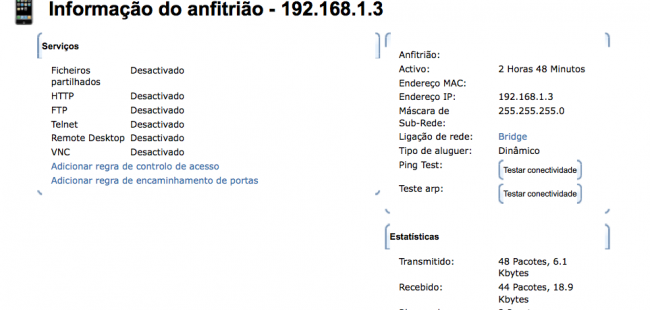 Informação do anfitrião - 192.168.1.3
Serviços
Ficheiros partilhados Desactivado
HTTP Desactivado
FTP Desactivado
Telnet Desactivado
Remote Desktop Desactivado
VNC Desactivado
Adicionar regra de controlo de acesso
Adicionar regra de encaminhamento de portas
Anfitrião:
Activo: 2 Horas 48 Minutos
Endereço MAC:
Endereço IP: 192.168.1.3
Máscara de Sub-Rede: 255.255.255.0
Ligação de rede: Bridge
Tipo de aluguer: Dinâmico
Ping Test: Testar conectividade
Teste arp: Testar conectividade
Estatísticas
Transmitido: 48 Pacotes, 6.1 Kbytes
Recebido: 44 Pacotes, 18.9 Kbytes